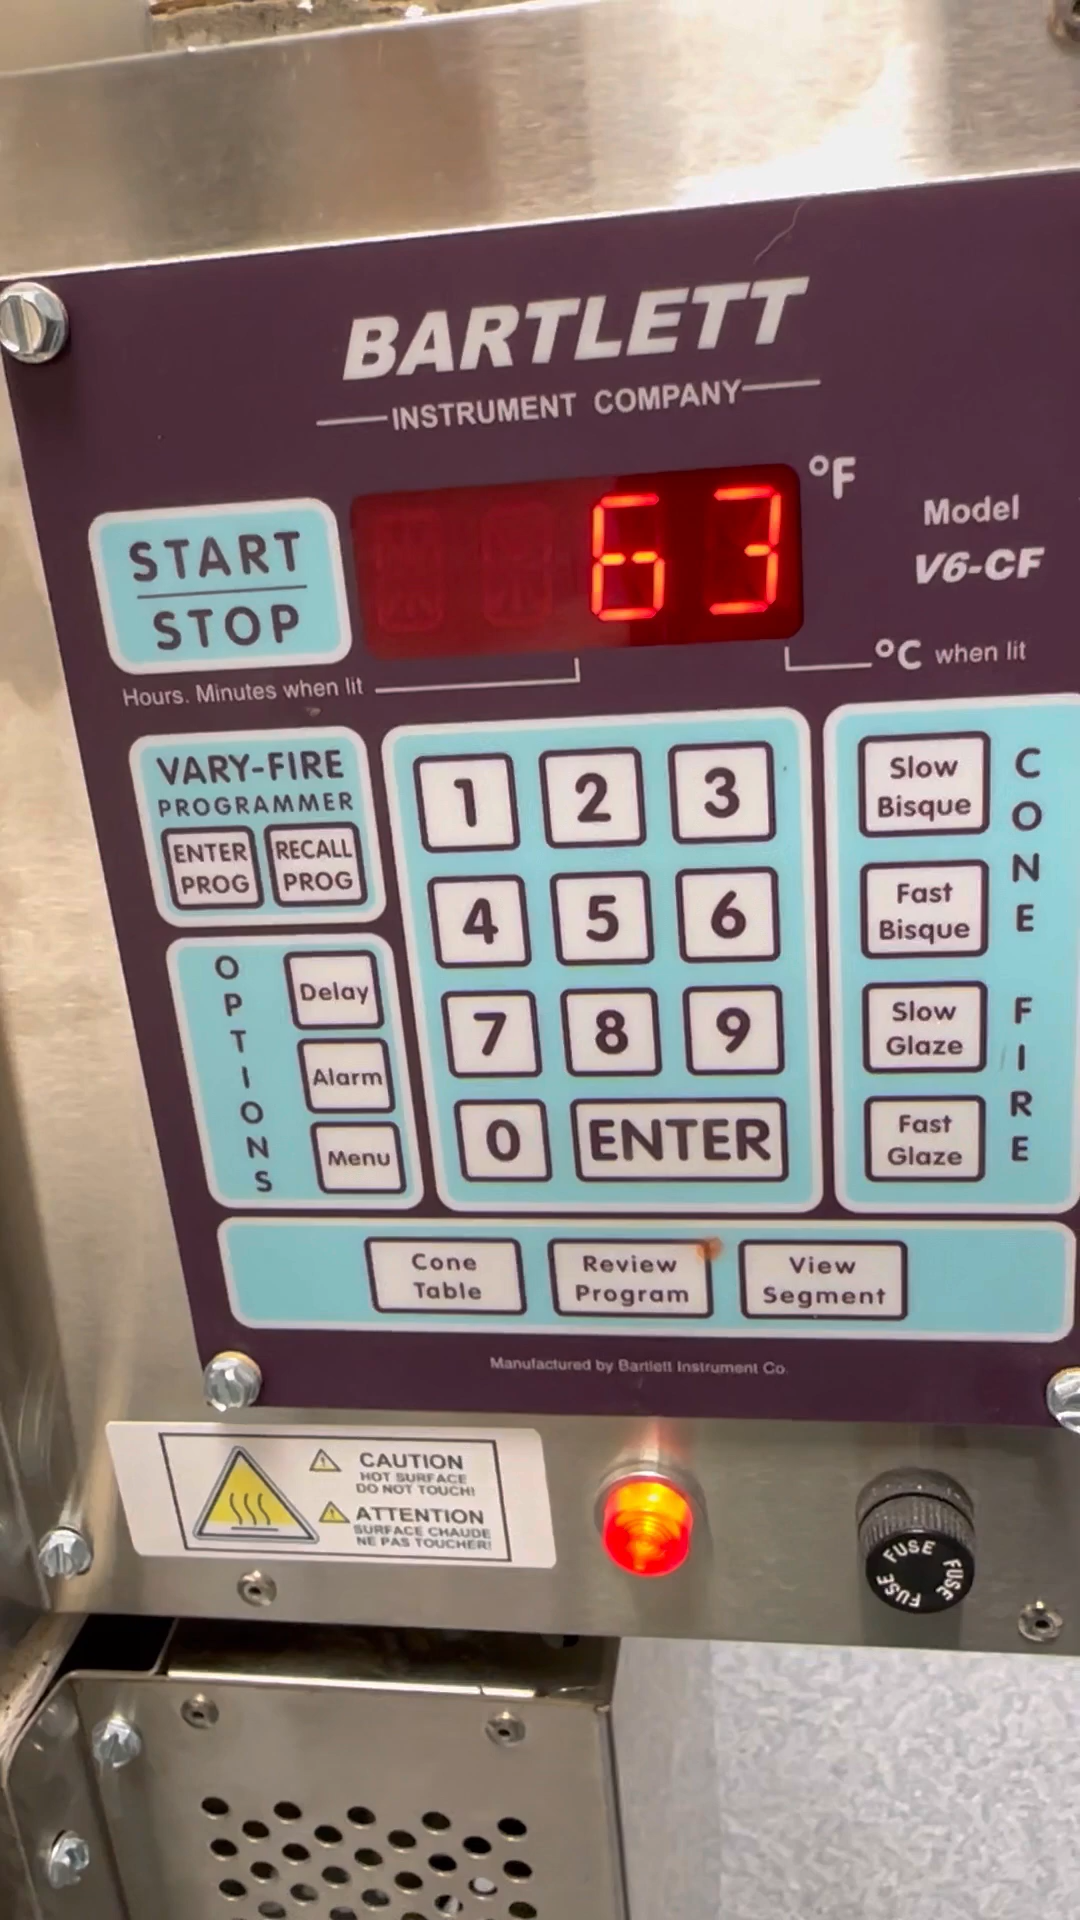 BARTLETT
INSTRUMENT COMPANY
63
°F
Model
V6-CF
START
STOP
Hours. Minutes when lit
°C when lit
VARY-FIRE
PROGRAMMER
ENTER
PROG
RECALL
PROG
OPTIONS
Delay
Alarm
Menu
1 2 3
4 5 6
7 8 9
0 ENTER
Slow
Bisque
Fast
Bisque
Slow
Glaze
Fast
Glaze
CONE FIRE
Cone
Table
Review
Program
View
Segment
Manufactured by Bartlett Instrument Co.
CAUTION
HOT SURFACE
DO NOT TOUCH!
ATTENTION
SURFACE CHAUDE
NE PAS TOUCHER!
FUSE FUSE FUSE